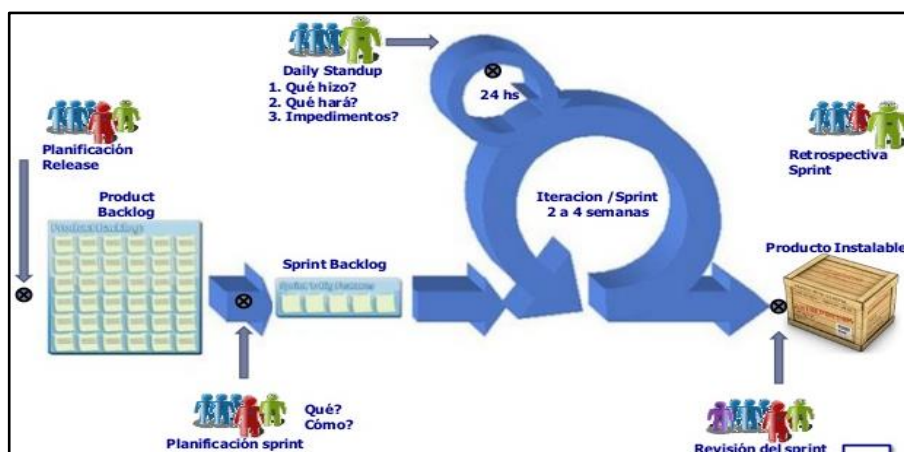 Daily Standup
1. Qué hizo?
2. Qué hará?
3. Impedimentos?
24 hs
Planificación
Release
Retrospectiva
Sprint
Product
Backlog
Iteracion /Sprint
2 a 4 semanas
Producto Instalable
Sprint Backlog
Qué?
Cómo?
Planificación sprint
Revisión del sprint